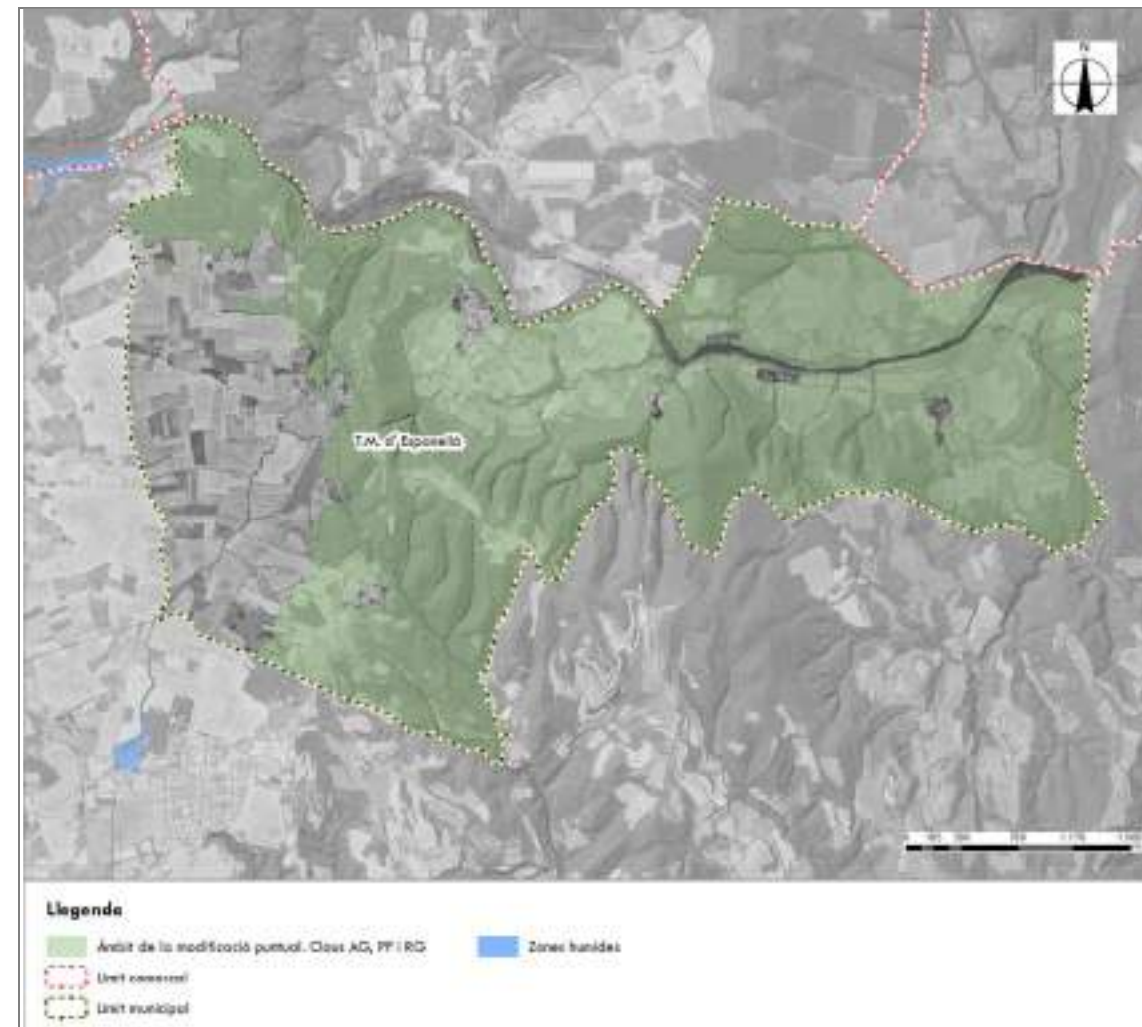 N
T.M. d'Esponellà
Llegenda
Àmbit de la modificació puntual. Claus AG, PF i RG
Zones humides
Límit comarcal
Límit municipal